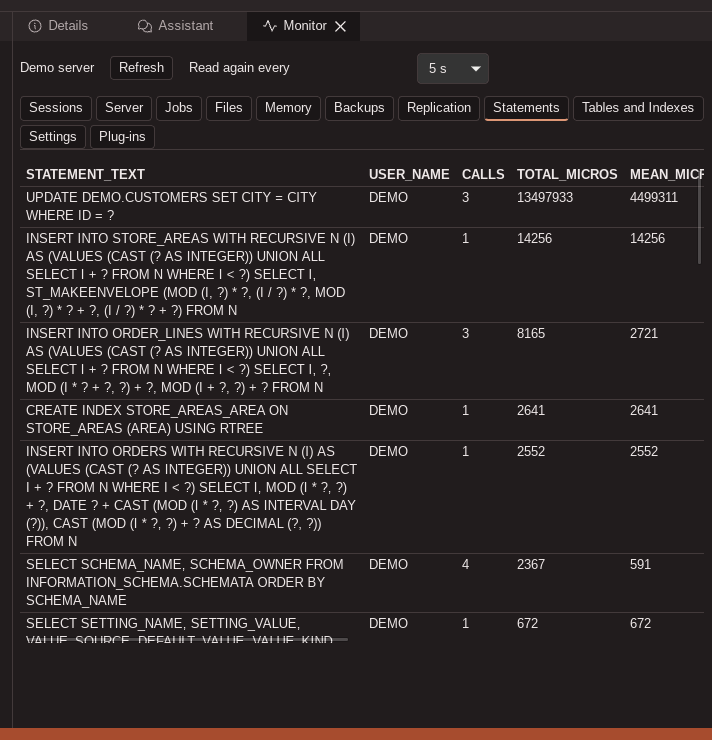 Details
Assistant
Monitor
Demo server
Refresh
Read again every
5 s
Sessions
Server
Jobs
Files
Memory
Backups
Replication
Statements
Tables and Indexes
Settings
Plug-ins
STATEMENT_TEXT USER_NAME CALLS TOTAL_MICROS MEAN_MICR
UPDATE DEMO.CUSTOMERS SET CITY = CITY DEMO 3 13497933 4499311
WHERE ID = ?
INSERT INTO STORE_AREAS WITH RECURSIVE N (I) DEMO 1 14256 14256
AS (VALUES (CAST (? AS INTEGER)) UNION ALL
SELECT I + ? FROM N WHERE I < ?) SELECT I,
ST_MAKEENVELOPE (MOD (I, ?) * ?, (I / ?) * ?, MOD
(I, ?) * ? + ?, (I / ?) * ? + ?) FROM N
INSERT INTO ORDER_LINES WITH RECURSIVE N (I) DEMO 3 8165 2721
AS (VALUES (CAST (? AS INTEGER)) UNION ALL
SELECT I + ? FROM N WHERE I < ?) SELECT I, ?,
MOD (I * ? + ?, ?) + ?, MOD (I + ?, ?) + ? FROM N
CREATE INDEX STORE_AREAS_AREA ON DEMO 1 2641 2641
STORE_AREAS (AREA) USING RTREE
INSERT INTO ORDERS WITH RECURSIVE N (I) AS DEMO 1 2552 2552
(VALUES (CAST (? AS INTEGER)) UNION ALL SELECT
I + ? FROM N WHERE I < ?) SELECT I, MOD (I * ?, ?)
+ ?, DATE ? + CAST (MOD (I * ?, ?) AS INTERVAL DAY
(?)), CAST (MOD (I * ?, ?) + ? AS DECIMAL (?, ?))
FROM N
SELECT SCHEMA_NAME, SCHEMA_OWNER FROM DEMO 4 2367 591
INFORMATION_SCHEMA.SCHEMATA ORDER BY
SCHEMA_NAME
SELECT SETTING_NAME, SETTING_VALUE, DEMO 1 672 672
VALUE_SOURCE, DEFAULT_VALUE, VALUE_KIND,